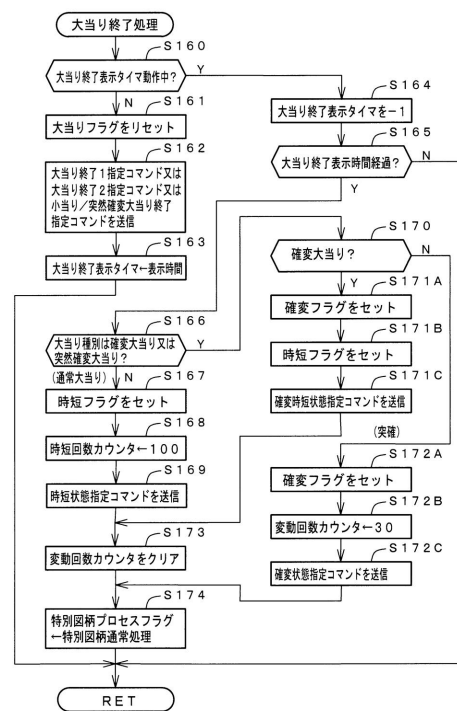 大当り終了処理
S160
大当り終了表示タイマ動作中?
Y
N
S161
大当りフラグをリセット
S162
大当り終了1指定コマンド又は
大当り終了2指定コマンド又は
小当り/突然確変大当り終了
指定コマンドを送信
S163
大当り終了表示タイマ←表示時間
S164
大当り終了表示タイマを−1
S165
大当り終了表示時間経過?
N
Y
S166
大当り種別は確変大当り又は
突然確変大当り?
Y
(通常大当り)
N
S167
時短フラグをセット
S168
時短回数カウンタ←100
S169
時短状態指定コマンドを送信
S170
確変大当り?
N
Y
S171A
確変フラグをセット
S171B
時短フラグをセット
S171C
確変時短状態指定コマンドを送信
(突確)
S172A
確変フラグをセット
S172B
変動回数カウンタ←30
S172C
確変状態指定コマンドを送信
S173
変動回数カウンタをクリア
S174
特別図柄プロセスフラグ
←特別図柄通常処理
RET